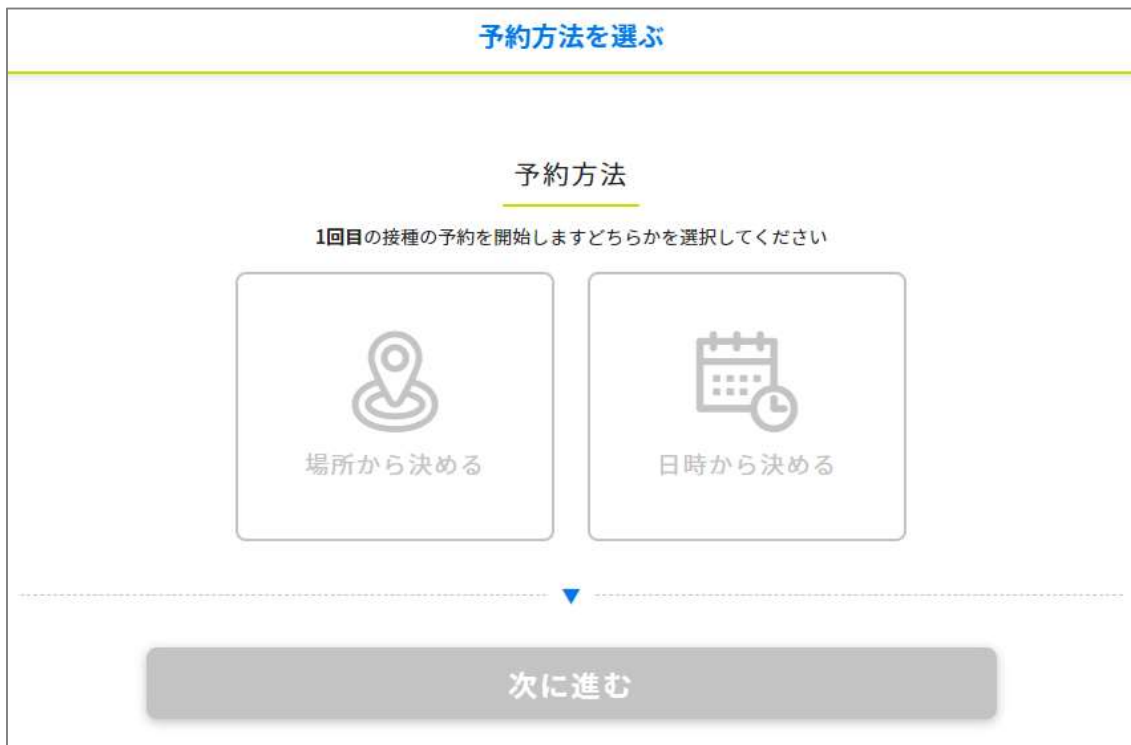 予約方法を選ぶ
予約方法
1回目の接種の予約を開始しますどちらかを選択してください
場所から決める
日時から決める
次に進む